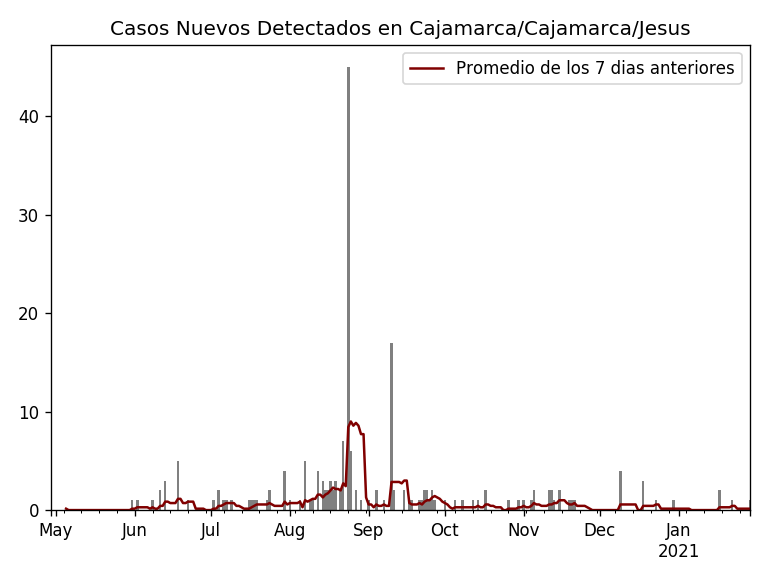 Casos Nuevos Detectados en Cajamarca/Cajamarca/Jesus
Promedio de los 7 dias anteriores
40
30
20
10
0
May Jun Jul Aug Sep Oct Nov Dec Jan
2021